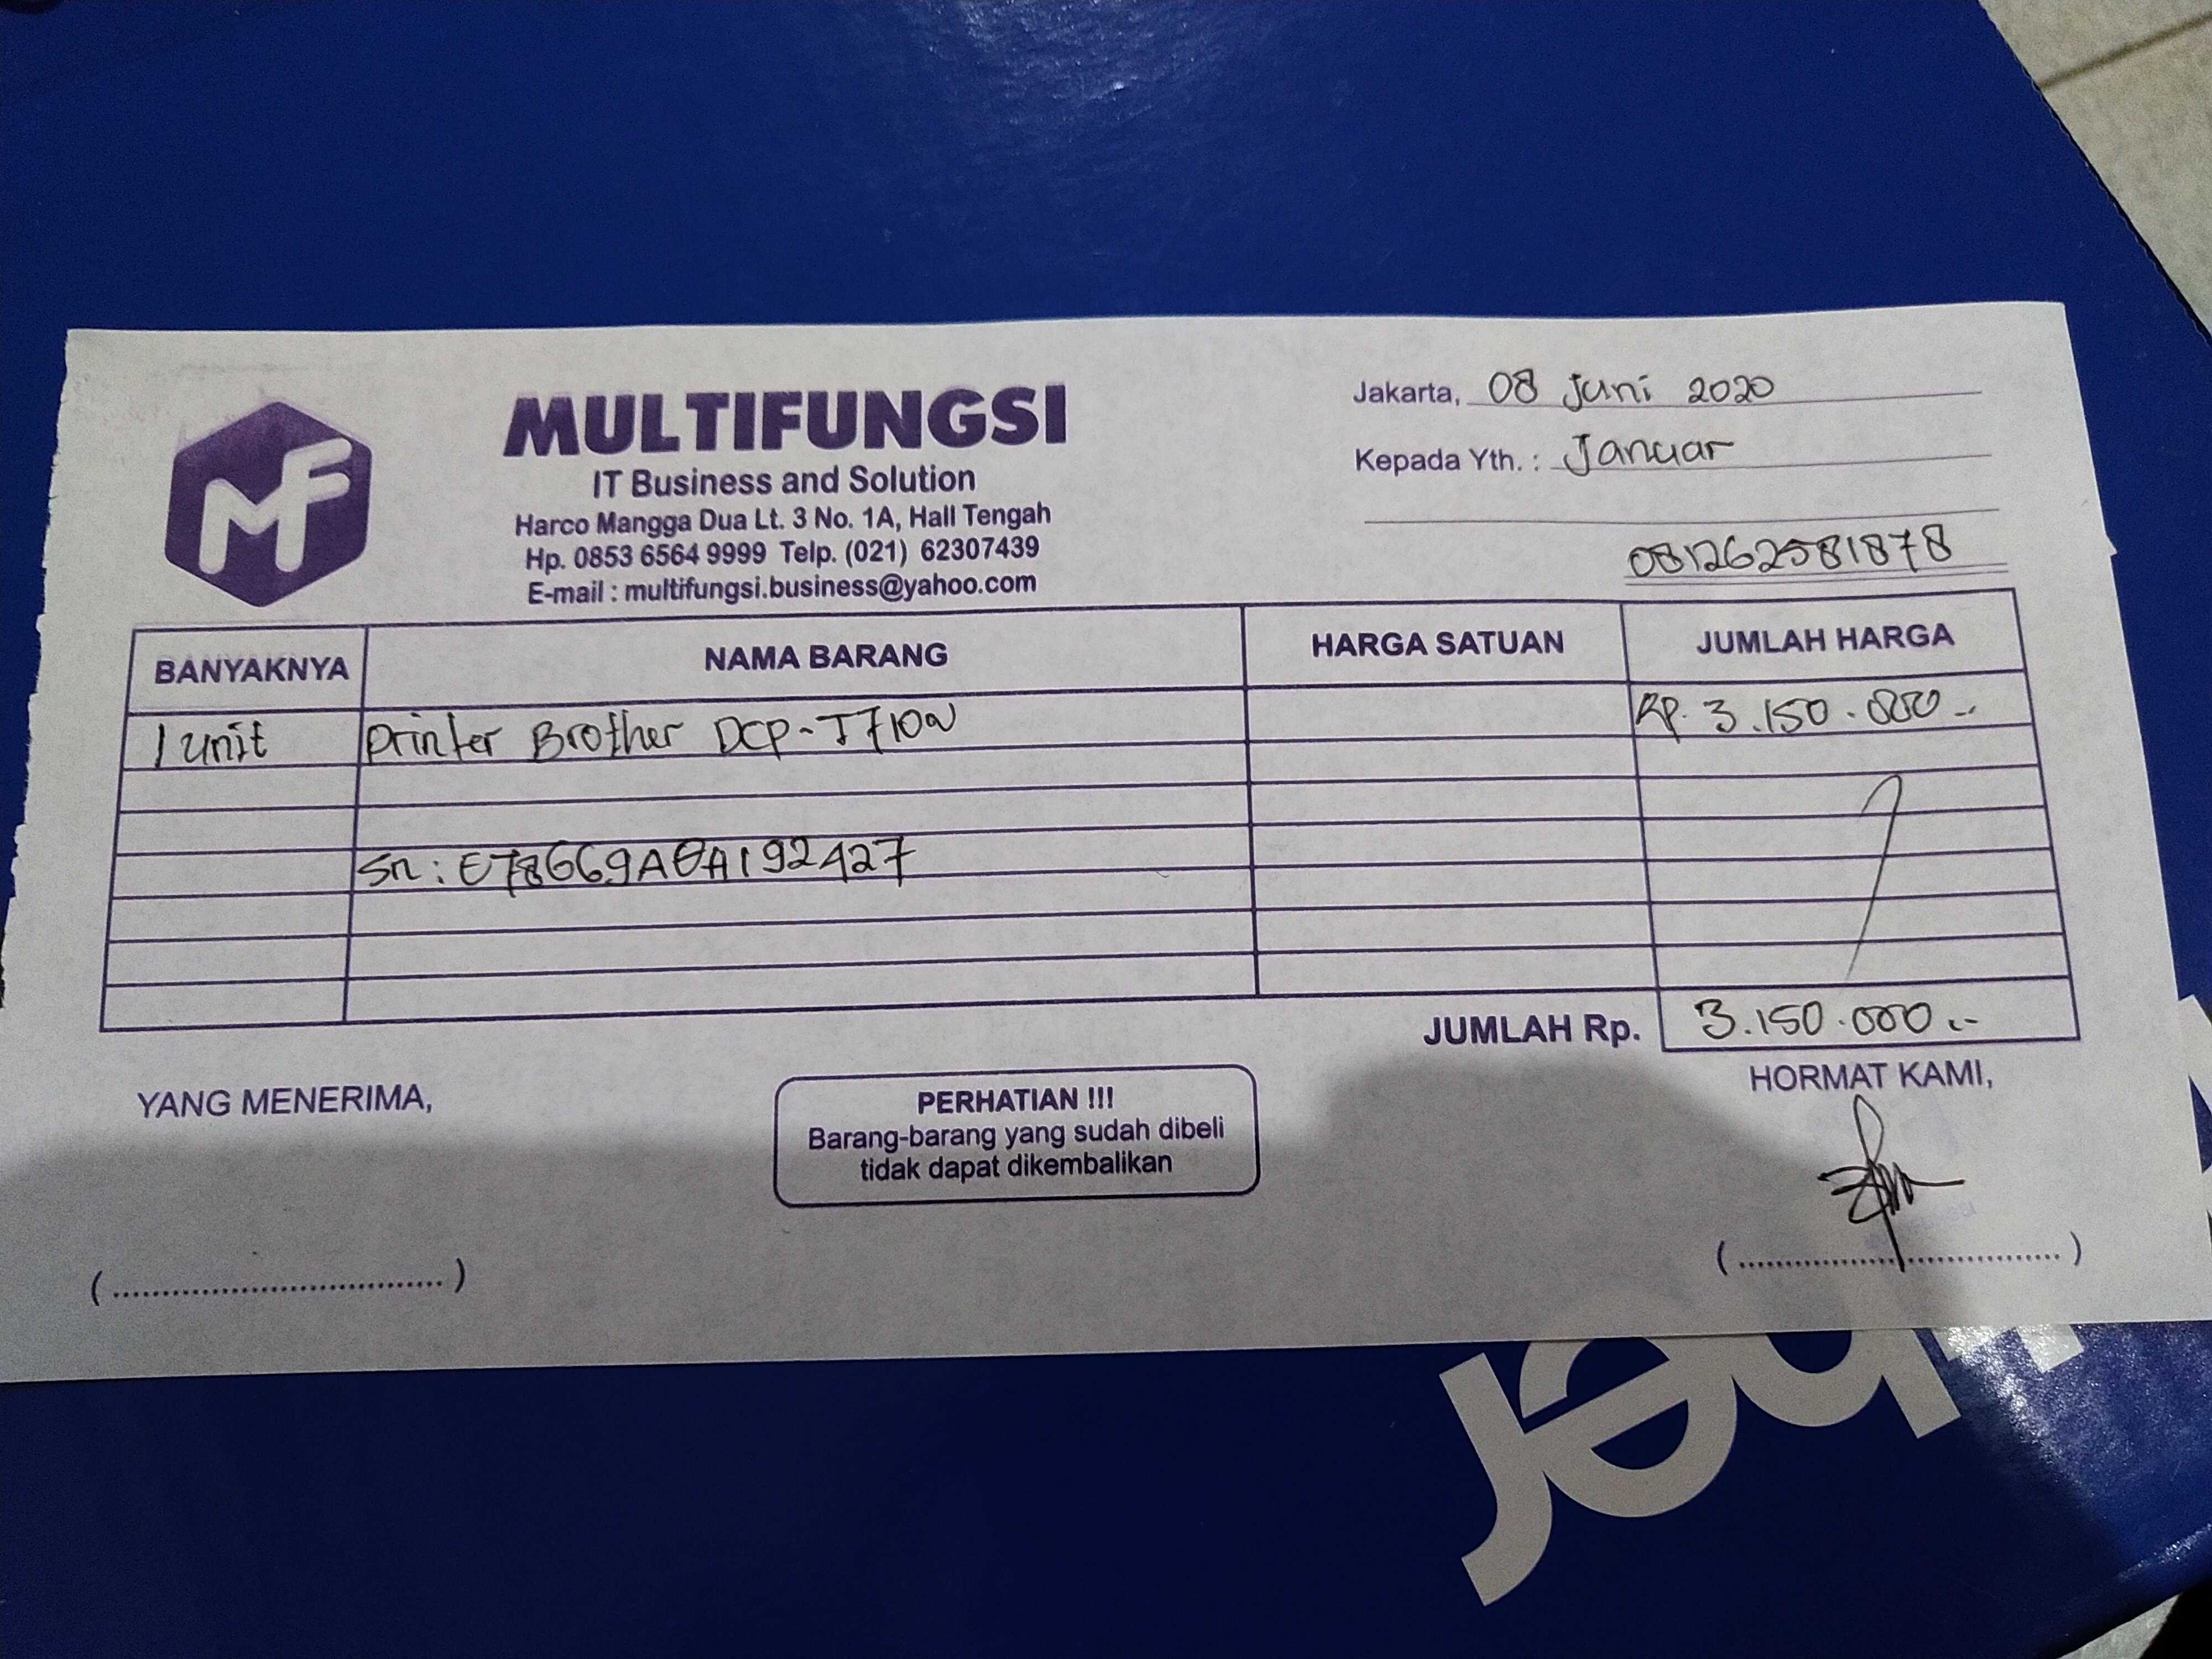 MF
MULTIFUNGSI
IT Business and Solution
Harco Mangga Dua Lt. 3 No. 1A, Hall Tengah
Hp. 0853 6564 9999 Telp. (021) 62307439
E-mail : multifungsi.business@yahoo.com
Jakarta, 08 Juni 2020
Kepada Yth. : Januar
081262581878
BANYAKNYA NAMA BARANG HARGA SATUAN JUMLAH HARGA
1 unit Printer Brother DCP-T710W Rp. 3.150.000..
Sn: E78669A0A192427
JUMLAH Rp. 3.150.000..
YANG MENERIMA,
PERHATIAN !!!
Barang-barang yang sudah dibeli
tidak dapat dikembalikan
HORMAT KAMI,
(................................)
(................................)